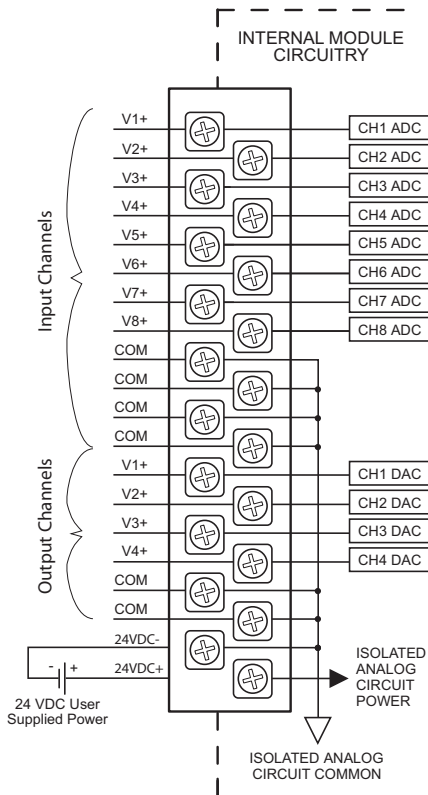 INTERNAL MODULE
CIRCUITRY
V1+
CH1 ADC
V2+
CH2 ADC
V3+
CH3 ADC
V4+
CH4 ADC
V5+
CH5 ADC
V6+
CH6 ADC
V7+
CH7 ADC
V8+
CH8 ADC
Input Channels
COM
COM
COM
COM
V1+
CH1 DAC
V2+
CH2 DAC
V3+
CH3 DAC
V4+
CH4 DAC
Output Channels
COM
COM
24VDC-
24VDC+
- +
24 VDC User
Supplied Power
ISOLATED
ANALOG
CIRCUIT
POWER
ISOLATED ANALOG
CIRCUIT COMMON